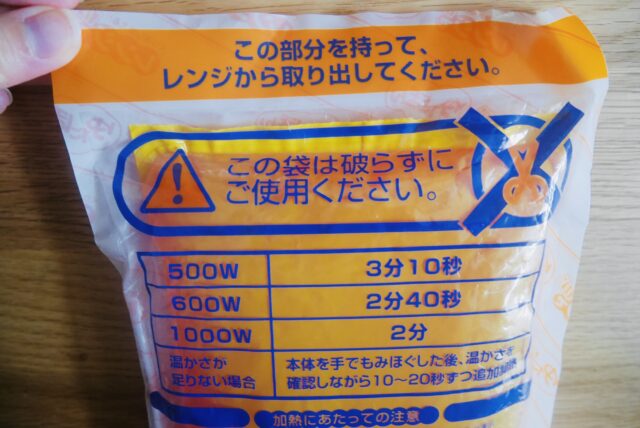 この部分を持って、
レンジから取り出してください。
この袋は破らずに
ご使用ください。
500W 3分10秒
600W 2分40秒
1000W 2分
温かさが 本体を手でもみほぐした後、温かさを
足りない場合 確認しながら10〜20秒ずつ追加加熱
加熱にあたっての注意